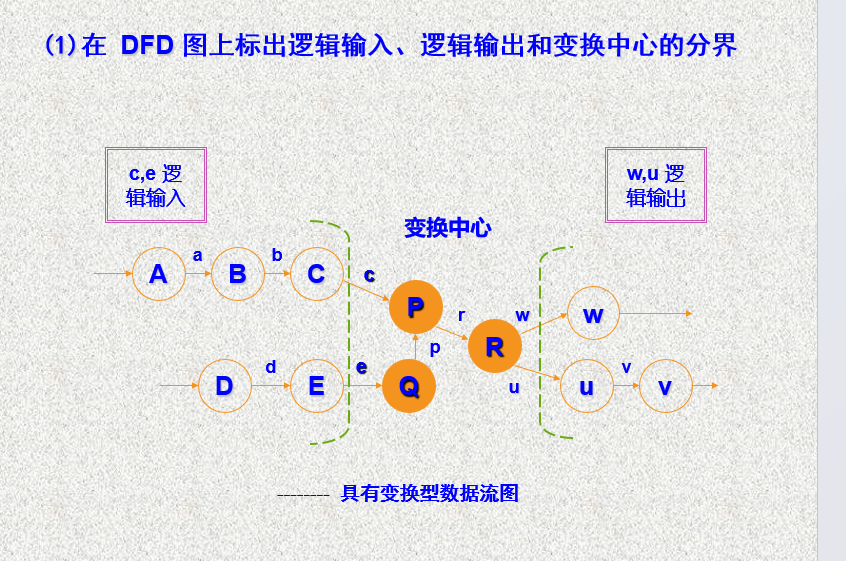 (1)在 DFD 图上标出逻辑输入、逻辑输出和变换中心的分界
c,e 逻
辑输入
w,u 逻
辑输出
变换中心
A
a
B
b
C
c
P
r
w
w
R
p
D
d
E
e
Q
u
u
v
v
-------- 具有变换型数据流图